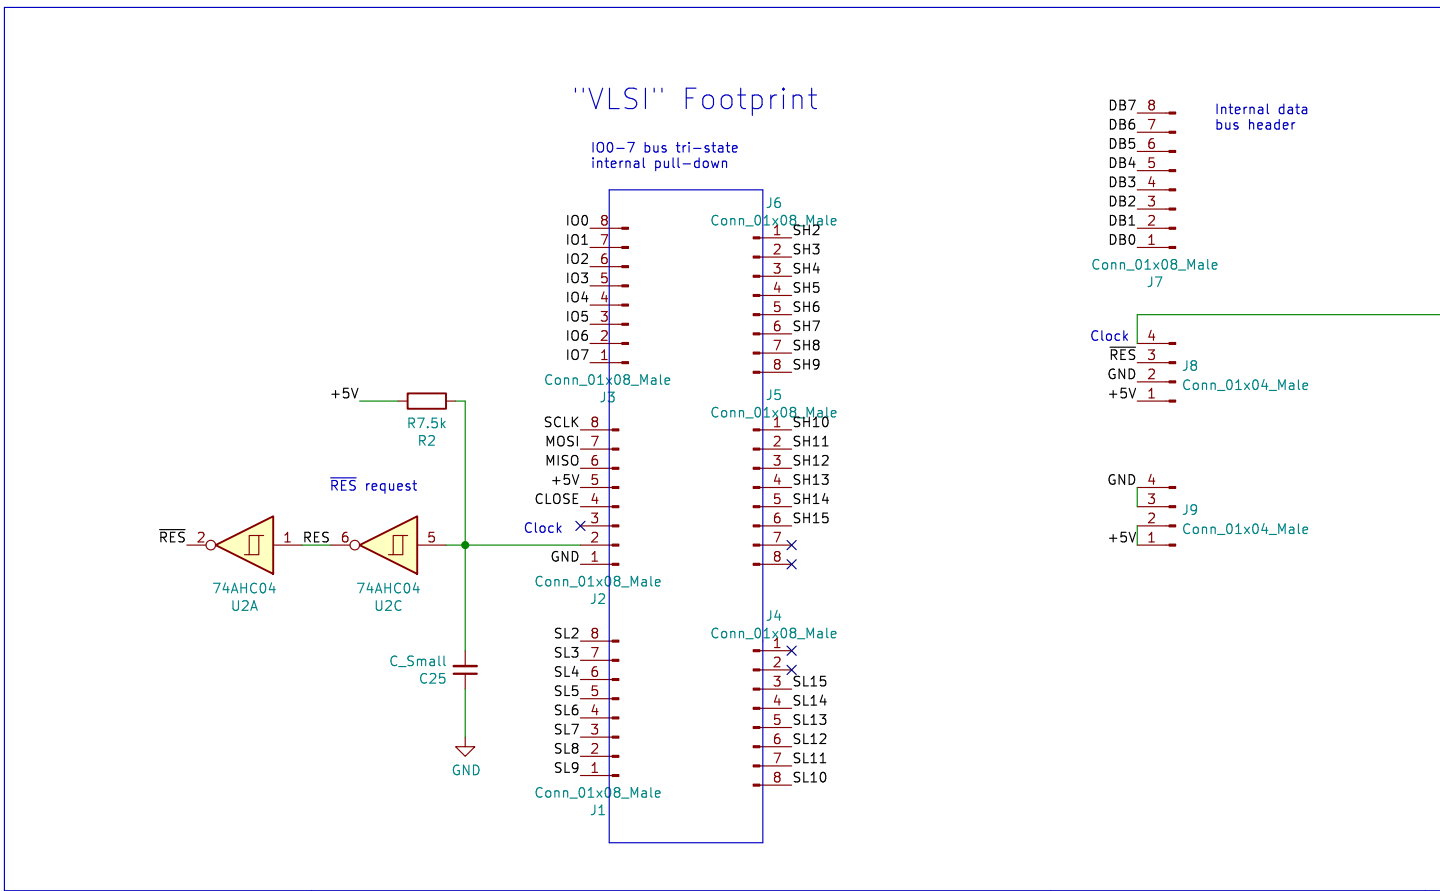 "VLSI" Footprint
IO0-7 bus tri-state
internal pull-down
IO0 8
IO1 7
IO2 6
IO3 5
IO4 4
IO5 3
IO6 2
IO7 1
Conn_01x08_Male
J3
SCLK 8
MOSI 7
MISO 6
+5V 5
CLOSE 4
Clock 3
2
GND 1
Conn_01x08_Male
J2
SL2 8
SL3 7
SL4 6
SL5 5
SL6 4
SL7 3
SL8 2
SL9 1
Conn_01x08_Male
J1
J6
Conn_01x08_Male
1 SH2
2 SH3
3 SH4
4 SH5
5 SH6
6 SH7
7 SH8
8 SH9
J5
Conn_01x08_Male
1 SH10
2 SH11
3 SH12
4 SH13
5 SH14
6 SH15
7
8
J4
Conn_01x08_Male
1
2
3 SL15
4 SL14
5 SL13
6 SL12
7 SL11
8 SL10
+5V
R7.5k
R2
RES request
RES 2
1 RES 6
5
74AHC04
U2A
74AHC04
U2C
C_Small
C25
GND
DB7 8
DB6 7
DB5 6
DB4 5
DB3 4
DB2 3
DB1 2
DB0 1
Conn_01x08_Male
J7
Internal data
bus header
Clock 4
RES 3
GND 2
+5V 1
J8
Conn_01x04_Male
GND 4
3
2
+5V 1
J9
Conn_01x04_Male